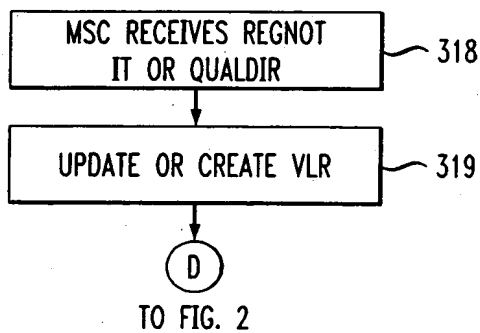 MSC RECEIVES REGNOT
IT OR QUALDIR
318
UPDATE OR CREATE VLR
319
D
TO FIG. 2